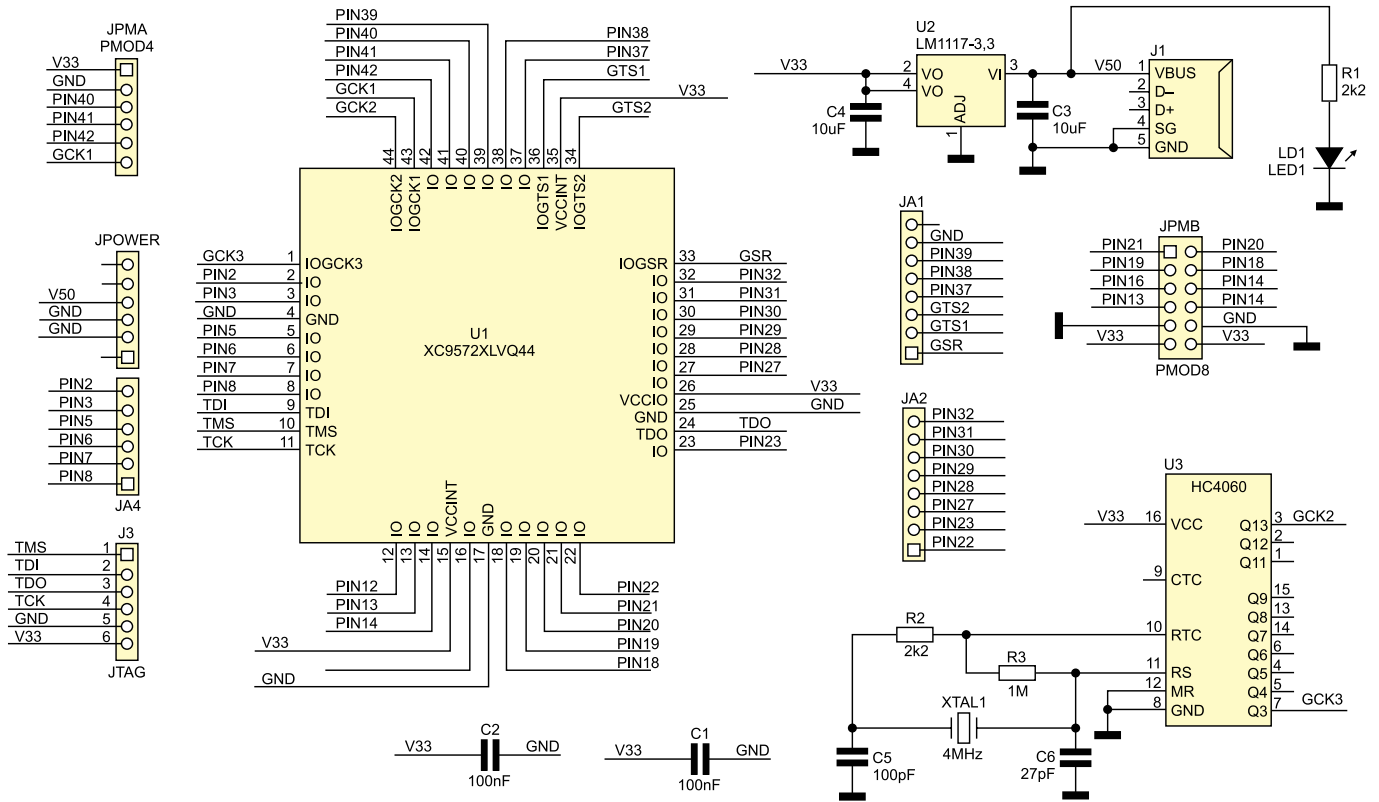 JPMA
PMOD4
V33
GND
PIN40
PIN41
PIN42
GCK1
JPOWER
V50
GND
GND
PIN2
PIN3
PIN5
PIN6
PIN7
PIN8
JA4
J3
TMS 1
TDI 2
TDO 3
TCK 4
GND 5
V33 6
JTAG
PIN39
PIN40
PIN41
PIN42
GCK1
GCK2
PIN38
PIN37
GTS1
V33
GTS2
44 43 42 41 40 39 38 37 36 35 34
IOGCK2 IOGCK1 IO IO IO IO IO IO IOGTS1 VCCINT IOGTS2
GCK3 1 IOGCK3
PIN2 2 IO
PIN3 3 IO
GND 4 GND
PIN5 5 IO
PIN6 6 IO
PIN7 7 IO
PIN8 8 IO
TDI 9 TDI
TMS 10 TMS
TCK 11 TCK
U1
XC9572XLVQ44
IOGSR 33 GSR
IO 32 PIN32
IO 31 PIN31
IO 30 PIN30
IO 29 PIN29
IO 28 PIN28
IO 27 PIN27
VCCIO 26 V33
GND 25 GND
TDO 24 TDO
IO 23 PIN23
IO IO IO VCCINT IO GND IO IO IO IO IO
12 13 14 15 16 17 18 19 20 21 22
PIN12
PIN13
PIN14
V33
GND
PIN22
PIN21
PIN20
PIN19
PIN18
V33 C2 GND
100nF
V33 C1 GND
100nF
U2
LM1117-3,3
V33 2 VO VI 3
4 VO
ADJ
1
C4
10uF
C3
10uF
V50
J1
1 VBUS
2 D–
3 D+
4 SG
5 GND
R1
2k2
LD1
LED1
JA1
GND
PIN39
PIN38
PIN37
GTS2
GTS1
GSR
JPMB
PIN21 PIN20
PIN19 PIN18
PIN16 PIN14
PIN13 PIN14
GND
V33 V33
PMOD8
JA2
PIN32
PIN31
PIN30
PIN29
PIN28
PIN27
PIN23
PIN22
U3
HC4060
V33 16 VCC
9 CTC
10 RTC
11 RS
12 MR
8 GND
Q13 3 GCK2
Q12 2
Q11 1
Q9 15
Q8 13
Q7 14
Q6 6
Q5 4
Q4 5
Q3 7 GCK3
R2
2k2
R3
1M
XTAL1
4MHz
C5
100pF
C6
27pF